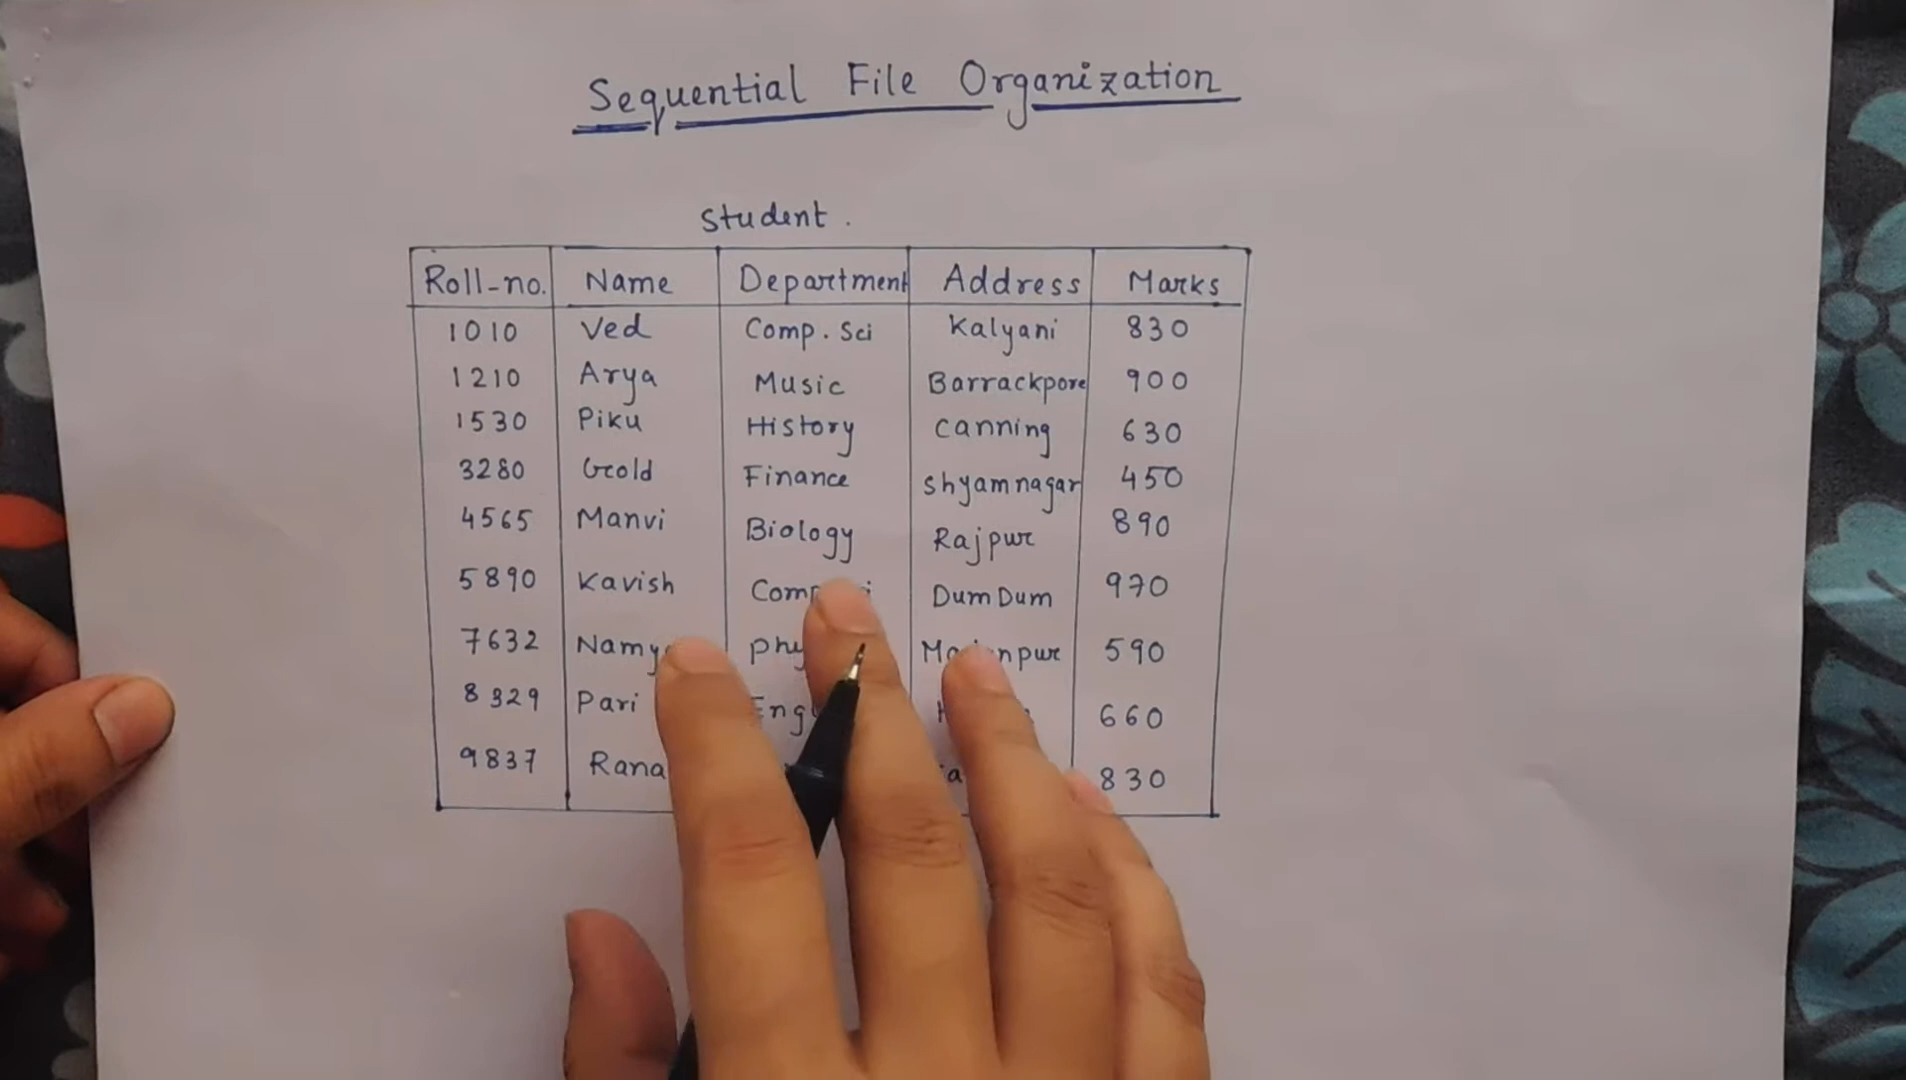 Sequential File Organization
Student.
Roll-no. Name Department Address Marks
1010 Ved Comp. Sci Kalyani 830
1210 Arya Music Barrackpore 900
1530 Piku History Canning 630
3280 Gold Finance Shyamnagar 450
4565 Manvi Biology Rajpur 890
5890 Kavish DumDum 970
7632 590
8329 Pari 660
9837 Rana 830